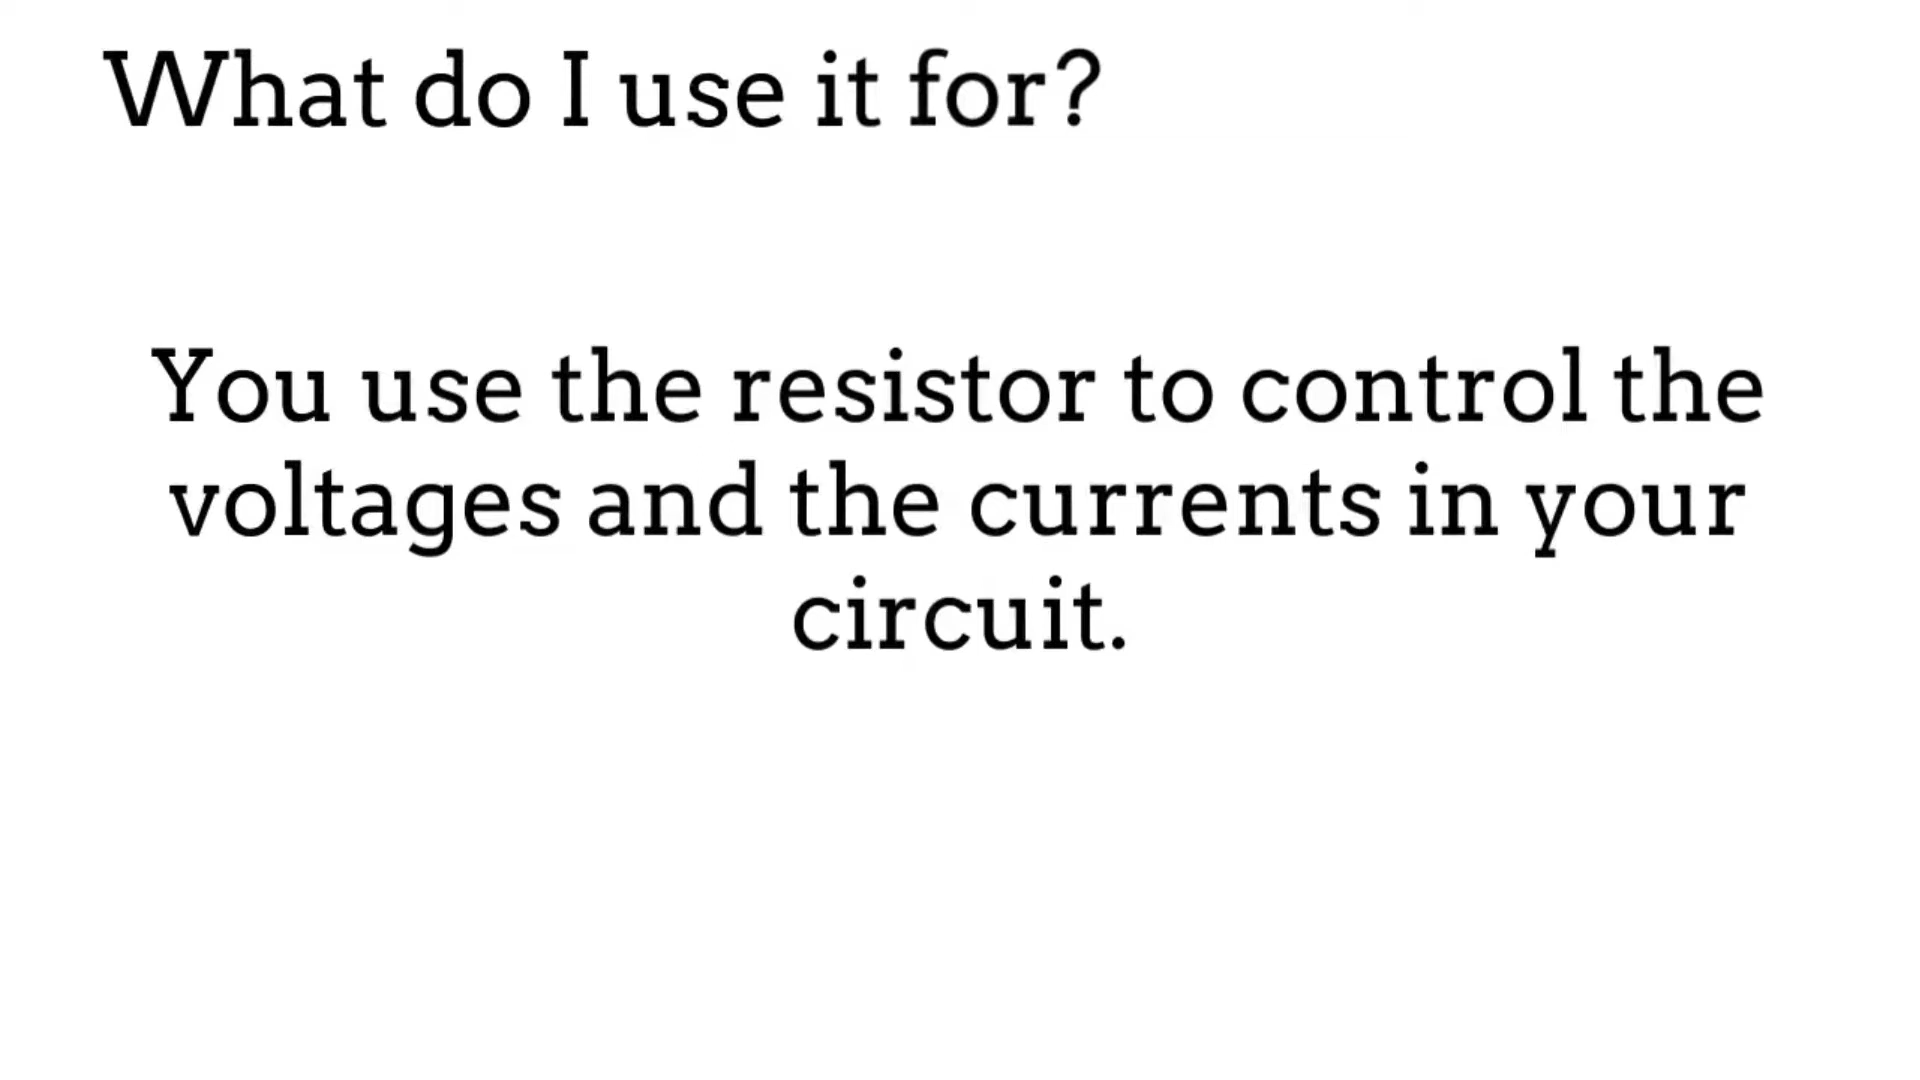 What do I use it for?
You use the resistor to control the
voltages and the currents in your
circuit.